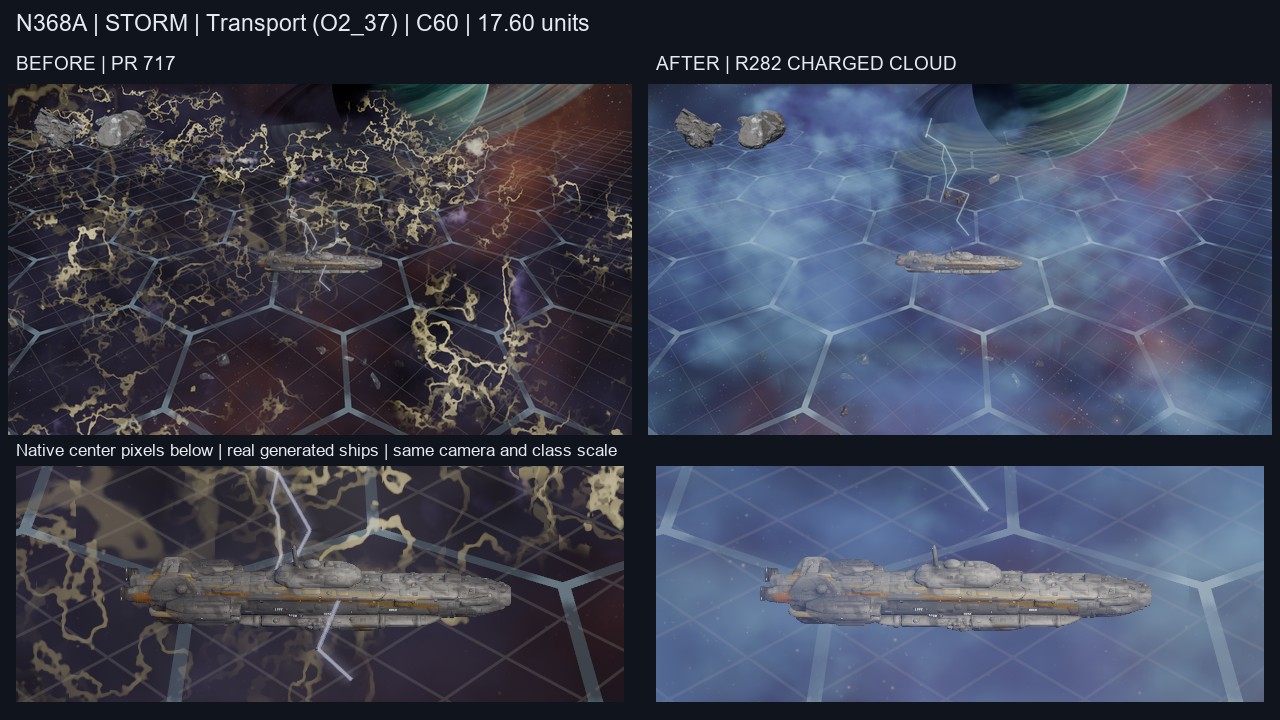 N368A | STORM | Transport (O2_37) | C60 | 17.60 units
BEFORE | PR 717
AFTER | R282 CHARGED CLOUD
Native center pixels below | real generated ships | same camera and class scale